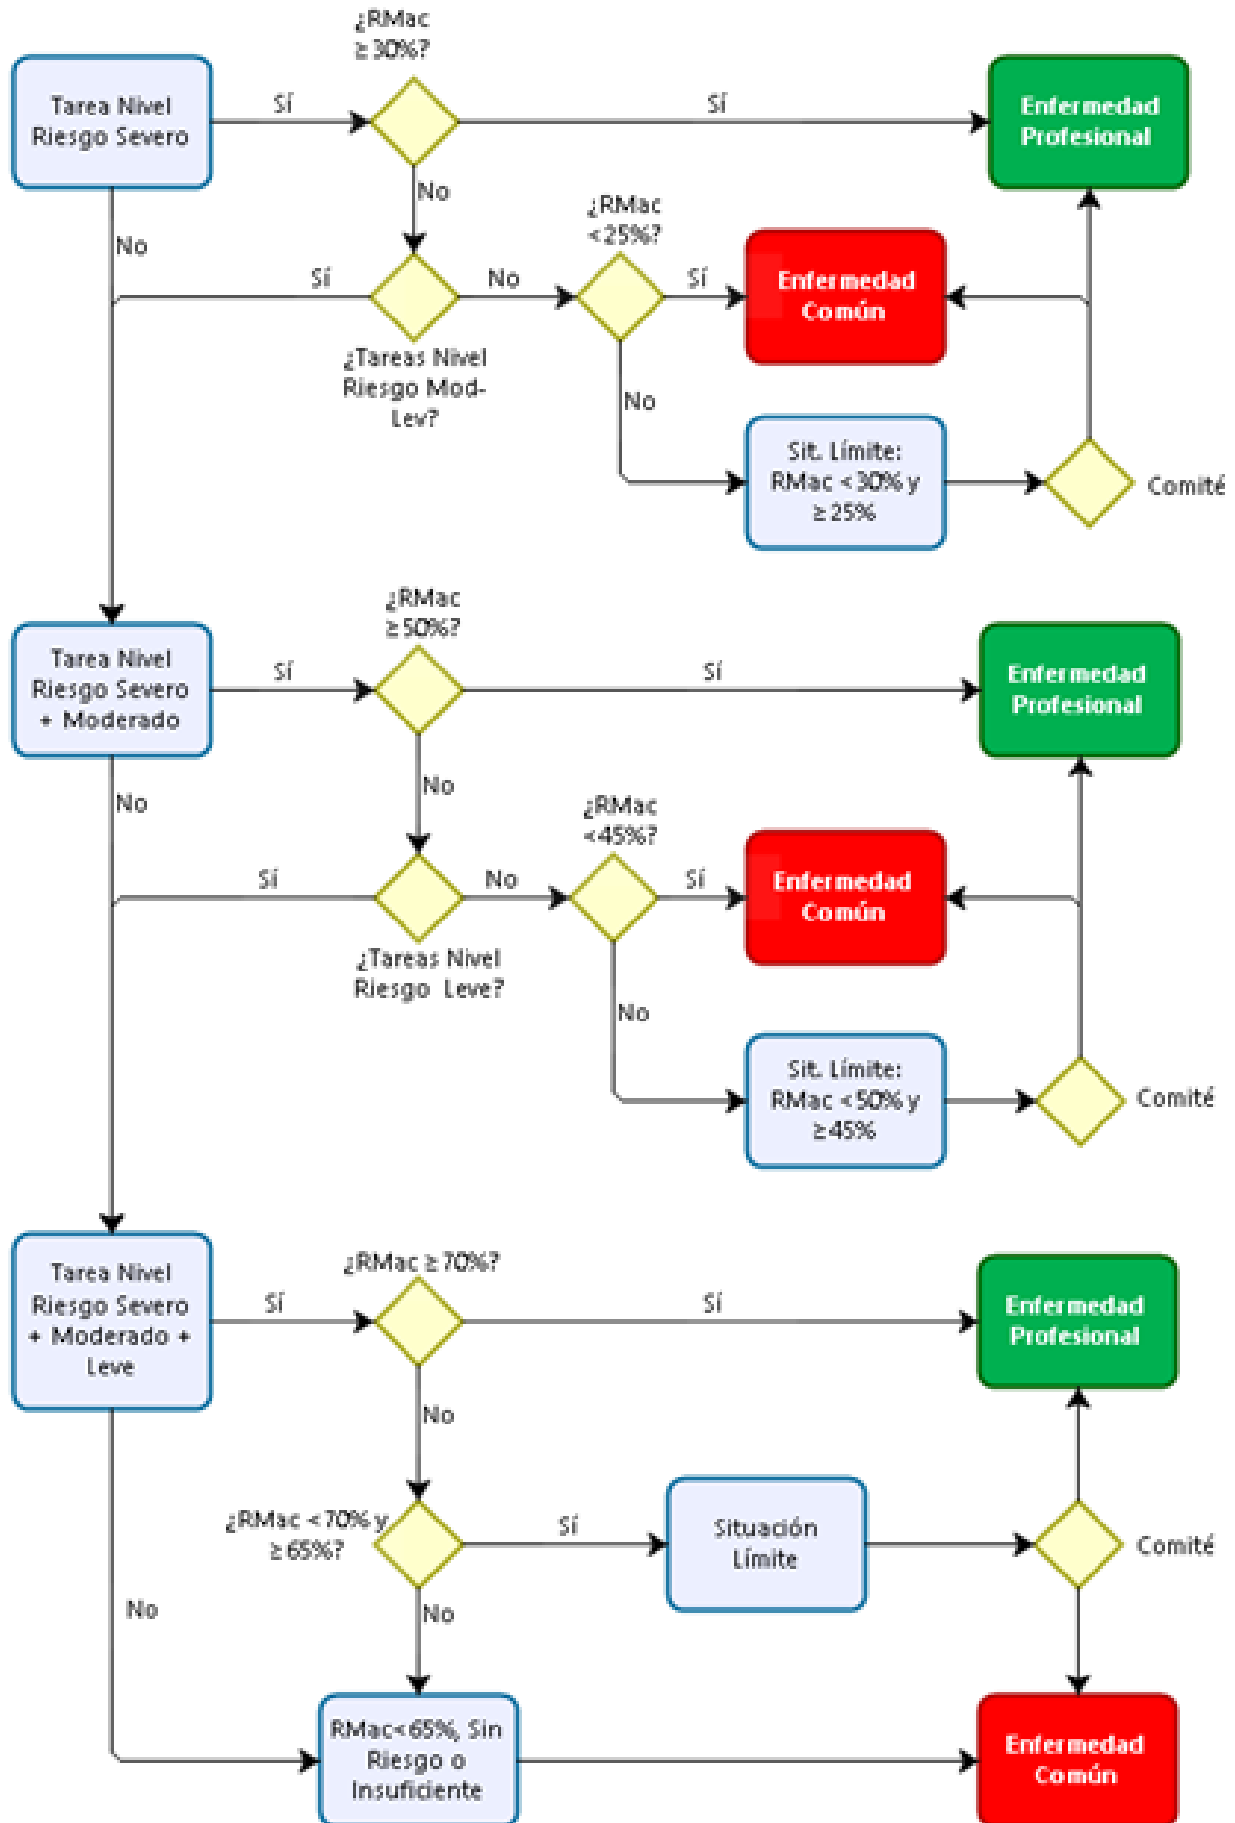 ¿RMac
≥30%?
Tarea Nivel
Riesgo Severo
Sí
Sí
Enfermedad
Profesional
No
No
¿RMac
<25%?
Sí
No
Sí
Enfermedad
Común
¿Tareas Nivel
Riesgo Mod-
Lev?
No
Sit. Límite:
RMac <30% y
≥25%
Comité
¿RMac
≥50%?
Tarea Nivel
Riesgo Severo
+ Moderado
Sí
Sí
Enfermedad
Profesional
No
No
¿RMac
<45%?
Sí
No
Sí
Enfermedad
Común
¿Tareas Nivel
Riesgo Leve?
No
Sit. Límite:
RMac <50% y
≥45%
Comité
¿RMac ≥70%?
Tarea Nivel
Riesgo Severo
+ Moderado +
Leve
Sí
Sí
Enfermedad
Profesional
No
¿RMac <70% y
≥65%?
Sí
Situación
Límite
Comité
No
No
RMac<65%, Sin
Riesgo o
Insuficiente
Enfermedad
Común